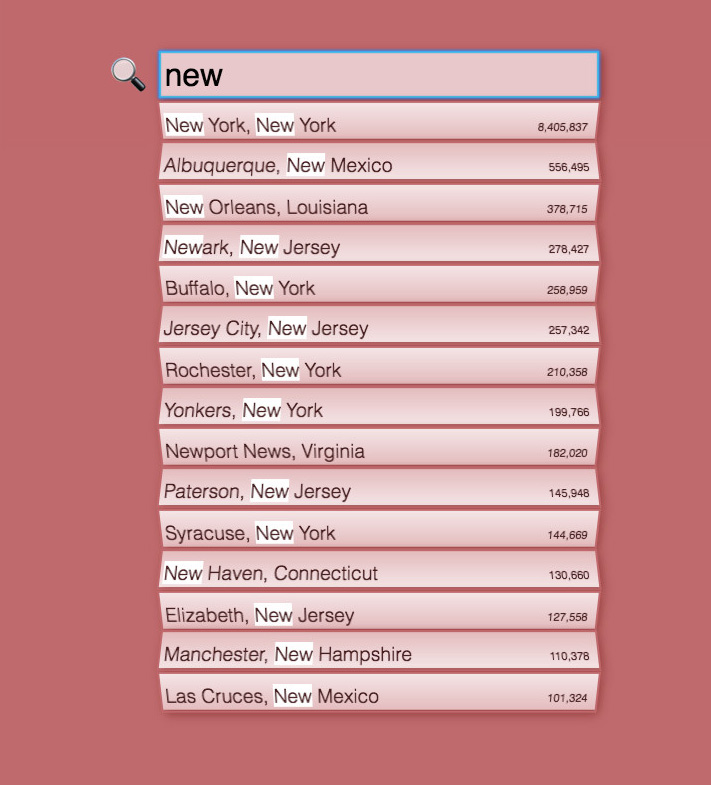 new
New York, New York 8,405,837
Albuquerque, New Mexico 556,495
New Orleans, Louisiana 378,715
Newark, New Jersey 278,427
Buffalo, New York 258,959
Jersey City, New Jersey 257,342
Rochester, New York 210,358
Yonkers, New York 199,766
Newport News, Virginia 182,020
Paterson, New Jersey 145,948
Syracuse, New York 144,669
New Haven, Connecticut 130,660
Elizabeth, New Jersey 127,558
Manchester, New Hampshire 110,378
Las Cruces, New Mexico 101,324